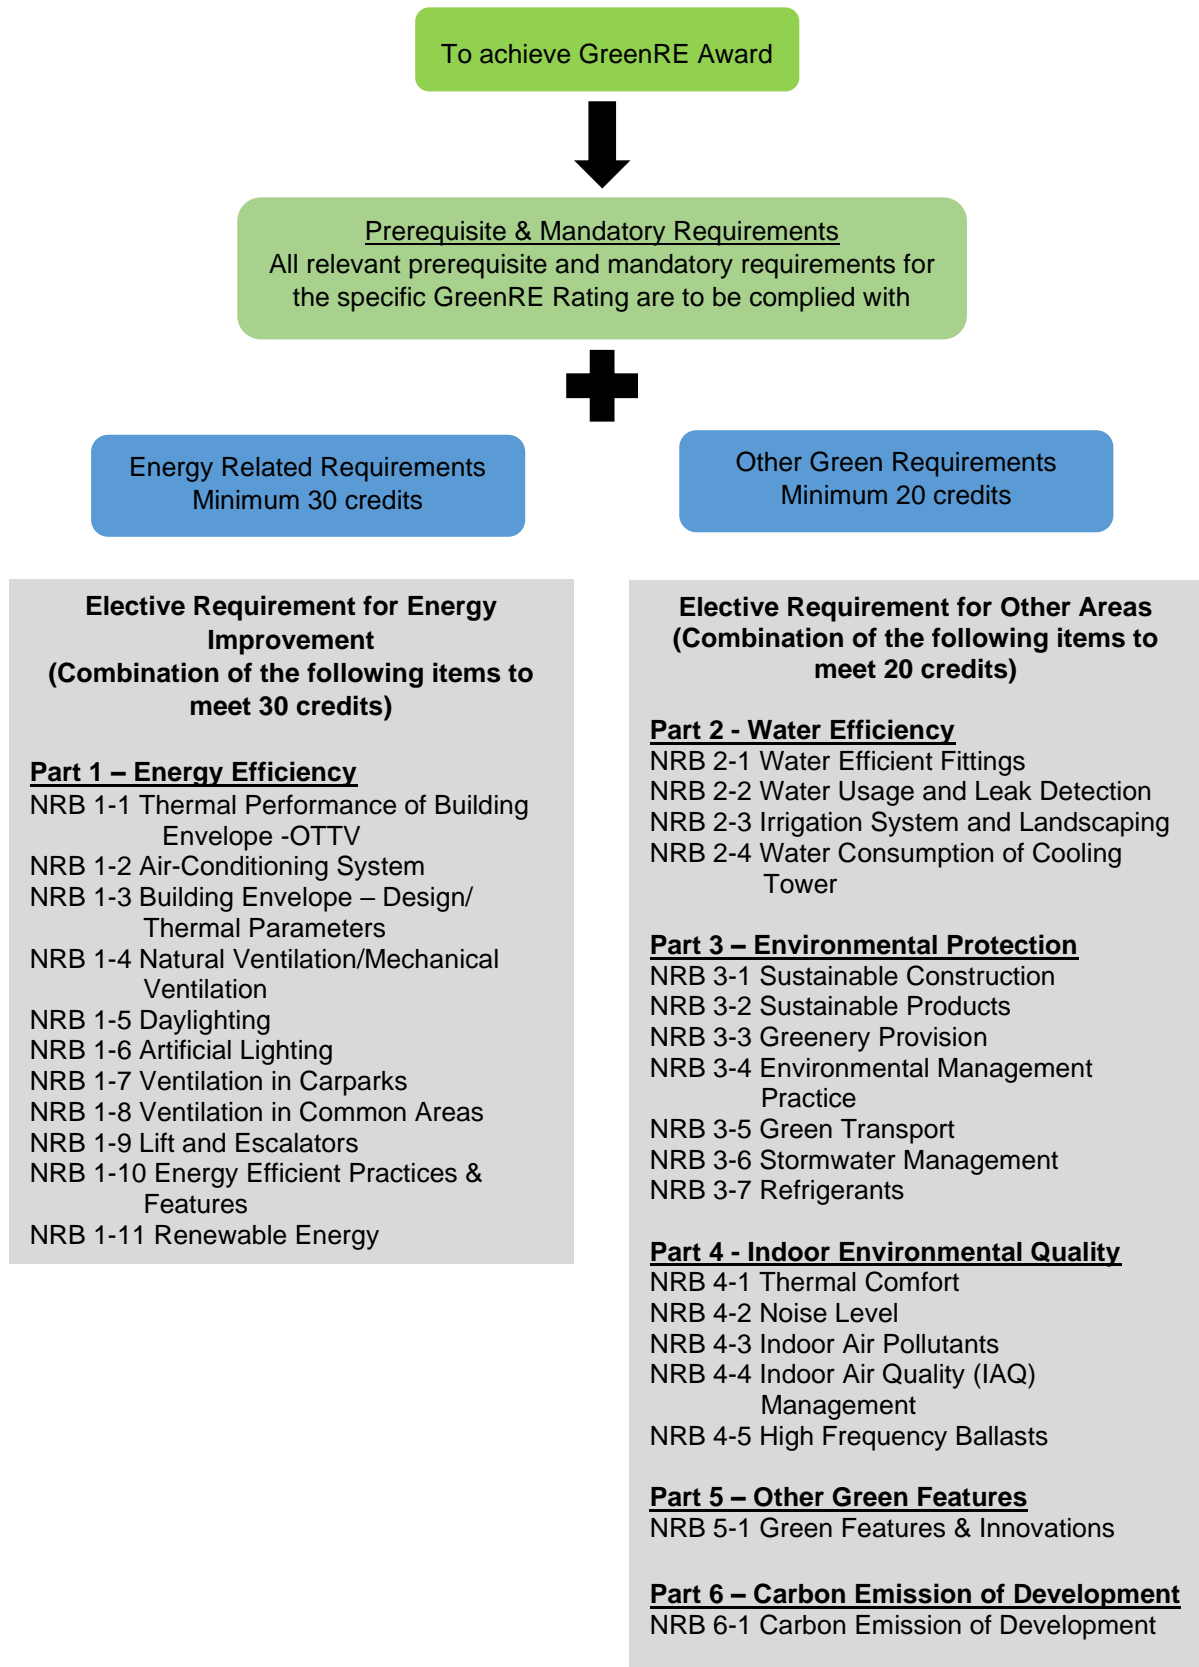 To achieve GreenRE Award
Prerequisite & Mandatory Requirements
All relevant prerequisite and mandatory requirements for
the specific GreenRE Rating are to be complied with
Energy Related Requirements
Minimum 30 credits
Other Green Requirements
Minimum 20 credits
Elective Requirement for Energy
Improvement
(Combination of the following items to
meet 30 credits)
Part 1 – Energy Efficiency
NRB 1-1 Thermal Performance of Building
Envelope -OTTV
NRB 1-2 Air-Conditioning System
NRB 1-3 Building Envelope – Design/
Thermal Parameters
NRB 1-4 Natural Ventilation/Mechanical
Ventilation
NRB 1-5 Daylighting
NRB 1-6 Artificial Lighting
NRB 1-7 Ventilation in Carparks
NRB 1-8 Ventilation in Common Areas
NRB 1-9 Lift and Escalators
NRB 1-10 Energy Efficient Practices &
Features
NRB 1-11 Renewable Energy
Elective Requirement for Other Areas
(Combination of the following items to
meet 20 credits)
Part 2 - Water Efficiency
NRB 2-1 Water Efficient Fittings
NRB 2-2 Water Usage and Leak Detection
NRB 2-3 Irrigation System and Landscaping
NRB 2-4 Water Consumption of Cooling
Tower
Part 3 – Environmental Protection
NRB 3-1 Sustainable Construction
NRB 3-2 Sustainable Products
NRB 3-3 Greenery Provision
NRB 3-4 Environmental Management
Practice
NRB 3-5 Green Transport
NRB 3-6 Stormwater Management
NRB 3-7 Refrigerants
Part 4 - Indoor Environmental Quality
NRB 4-1 Thermal Comfort
NRB 4-2 Noise Level
NRB 4-3 Indoor Air Pollutants
NRB 4-4 Indoor Air Quality (IAQ)
Management
NRB 4-5 High Frequency Ballasts
Part 5 – Other Green Features
NRB 5-1 Green Features & Innovations
Part 6 – Carbon Emission of Development
NRB 6-1 Carbon Emission of Development